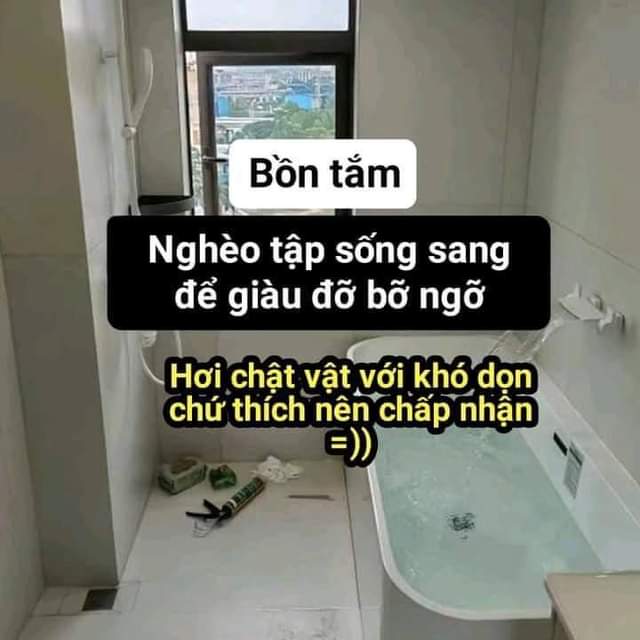 Bồn tắm
Nghèo tập sống sang
để giàu đỡ bỡ ngỡ
Hơi chật vật với khó dọn
chứ thích nên chấp nhận
=))